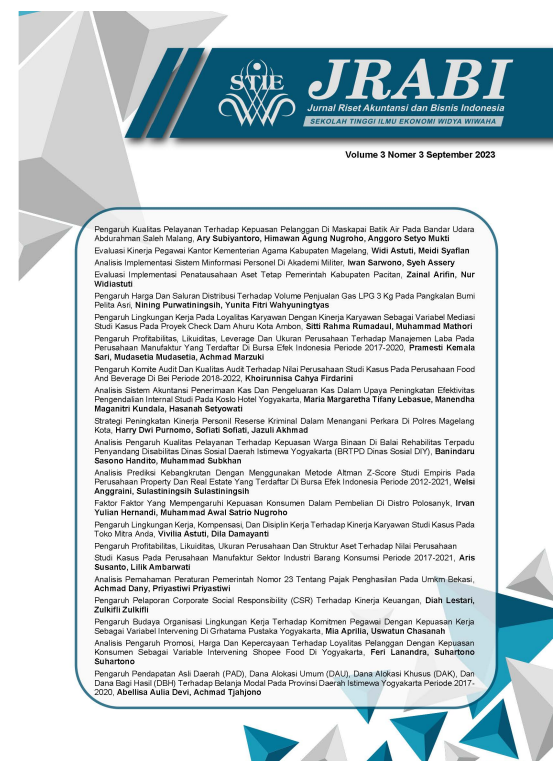 STIE
JRABI
Jurnal Riset Akuntansi dan Bisnis Indonesia
SEKOLAH TINGGI ILMU EKONOMI WIDYA WIWAHA
Volume 3 Nomer 3 September 2023
Pengaruh Kualitas Pelayanan Terhadap Kepuasan Pelanggan Di Maskapai Batik Air Pada Bandar Udara
Abdurahman Saleh Malang, Ary Subiyantoro, Himawan Agung Nugroho, Anggoro Setyo Mukti
Evaluasi Kinerja Pegawai Kantor Kementerian Agama Kabupaten Magelang, Widi Astuti, Meidi Syaflan
Analisis Implementasi Sistem Minformasi Personel Di Akademi Militer, Iwan Sarwono, Syeh Assery
Evaluasi Implementasi Penatausahaan Aset Tetap Pemerintah Kabupaten Pacitan, Zainal Arifin, Nur
Widiastuti
Pengaruh Harga Dan Saluran Distribusi Terhadap Volume Penjualan Gas LPG 3 Kg Pada Pangkalan Bumi
Pelita Asri, Nining Purwatiningsih, Yunita Fitri Wahyuningtyas
Pengaruh Lingkungan Kerja Pada Loyalitas Karyawan Dengan Kinerja Karyawan Sebagai Variabel Mediasi
Studi Kasus Pada Proyek Check Dam Ahuru Kota Ambon, Sitti Rahma Rumadaul, Muhammad Mathori
Pengaruh Profitabilitas, Likuiditas, Leverage Dan Ukuran Perusahaan Terhadap Manajemen Laba Pada
Perusahaan Manufaktur Yang Terdaftar Di Bursa Efek Indonesia Periode 2017-2020, Pramesti Kemala
Sari, Mudasetia Mudasetia, Achmad Marzuki
Pengaruh Komite Audit Dan Kualitas Audit Terhadap Nilai Perusahaan Studi Kasus Pada Perusahaan Food
And Beverage Di Bei Periode 2018-2022, Khoirunnisa Cahya Firdarini
Analisis Sistem Akuntansi Penerimaan Kas Dan Pengeluaran Kas Dalam Upaya Peningkatan Efektivitas
Pengendalian Internal Studi Pada Koslo Hotel Yogyakarta, Maria Margaretha Tifany Lebasue, Manendha
Maganitri Kundala, Hasanah Setyowati
Strategi Peningkatan Kinerja Personil Reserse Kriminal Dalam Menangani Perkara Di Polres Magelang
Kota, Harry Dwi Purnomo, Sofiati Sofiati, Jazuli Akhmad
Analisis Pengaruh Kualitas Pelayanan Terhadap Kepuasan Warga Binaan Di Balai Rehabilitas Terpadu
Penyandang Disabilitas Dinas Sosial Daerah Istimewa Yogyakarta (BRTPD Dinas Sosial DIY), Banindaru
Sasono Handito, Muhammad Subkhan
Analisis Prediksi Kebangkrutan Dengan Menggunakan Metode Altman Z-Score Studi Empiris Pada
Perusahaan Property Dan Real Estate Yang Terdaftar Di Bursa Efek Indonesia Periode 2012-2021, Welsi
Anggraini, Sulastiningsih Sulastiningsih
Faktor Faktor Yang Mempengaruhi Kepuasan Konsumen Dalam Pembelian Di Distro Polosanyk, Irvan
Yulian Hernandi, Muhammad Awal Satrio Nugroho
Pengaruh Lingkungan Kerja, Kompensasi, Dan Disiplin Kerja Terhadap Kinerja Karyawan Studi Kasus Pada
Toko Mitra Anda, Vivilia Astuti, Dila Damayanti
Pengaruh Profitabilitas, Likuiditas, Ukuran Perusahaan Dan Struktur Aset Terhadap Nilai Perusahaan
Studi Kasus Pada Perusahaan Manufaktur Sektor Industri Barang Konsumsi Periode 2017-2021, Aris
Susanto, Lilik Ambarwati
Analisis Pemahaman Peraturan Pemerintah Nomor 23 Tentang Pajak Penghasilan Pada Umkm Bekasi,
Achmad Dany, Priyastiwi Priyastiwi
Pengaruh Pelaporan Corporate Social Responsibility (CSR) Terhadap Kinerja Keuangan, Diah Lestari,
Zulkifli Zulkifli
Pengaruh Budaya Organisasi Lingkungan Kerja Terhadap Komitmen Pegawai Dengan Kepuasan Kerja
Sebagai Variabel Intervening Di Grhatama Pustaka Yogyakarta, Mia Aprilia, Uswatun Chasanah
Analisis Pengaruh Promosi, Harga Dan Kepercayaan Terhadap Loyalitas Pelanggan Dengan Kepuasan
Konsumen Sebagai Variable Intervening Shopee Food Di Yogyakarta, Feri Lanandra, Suhartono
Suhartono
Pengaruh Pendapatan Asli Daerah (PAD), Dana Alokasi Umum (DAU), Dana Alokasi Khusus (DAK), Dan
Dana Bagi Hasil (DBH) Terhadap Belanja Modal Pada Provinsi Daerah Istimewa Yogyakarta Periode 2017-
2020, Abellisa Aulia Devi, Achmad Tjahjono